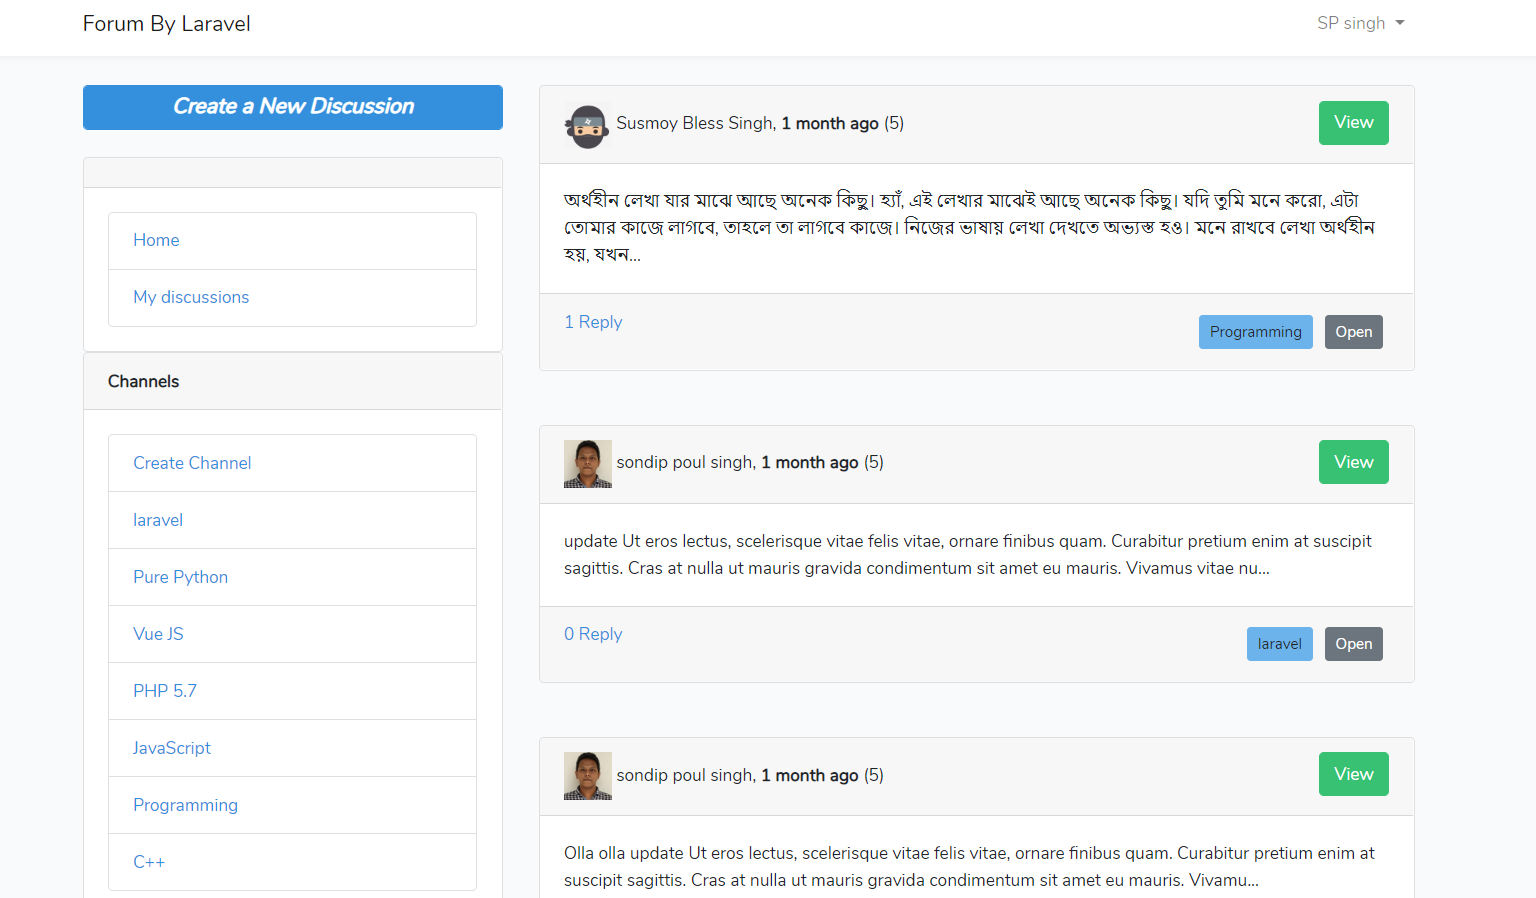 Forum By Laravel
SP singh
Create a New Discussion
Home
My discussions
Channels
Create Channel
laravel
Pure Python
Vue JS
PHP 5.7
JavaScript
Programming
C++
Susmoy Bless Singh, 1 month ago (5)
View
অর্থহীন লেখা যার মাঝে আছে অনেক কিছু। হ্যাঁ, এই লেখার মাঝেই আছে অনেক কিছু। যদি তুমি মনে করো, এটা
তোমার কাজে লাগবে, তাহলে তা লাগবে কাজে। নিজের ভাষায় লেখা দেখতে অভ্যস্ত হও। মনে রাখবে লেখা অর্থহীন
হয়, যখন...
1 Reply
Programming
Open
sondip poul singh, 1 month ago (5)
View
update Ut eros lectus, scelerisque vitae felis vitae, ornare finibus quam. Curabitur pretium enim at suscipit
sagittis. Cras at nulla ut mauris gravida condimentum sit amet eu mauris. Vivamus vitae nu...
0 Reply
laravel
Open
sondip poul singh, 1 month ago (5)
View
Olla olla update Ut eros lectus, scelerisque vitae felis vitae, ornare finibus quam. Curabitur pretium enim at
suscipit sagittis. Cras at nulla ut mauris gravida condimentum sit amet eu mauris. Vivamu...